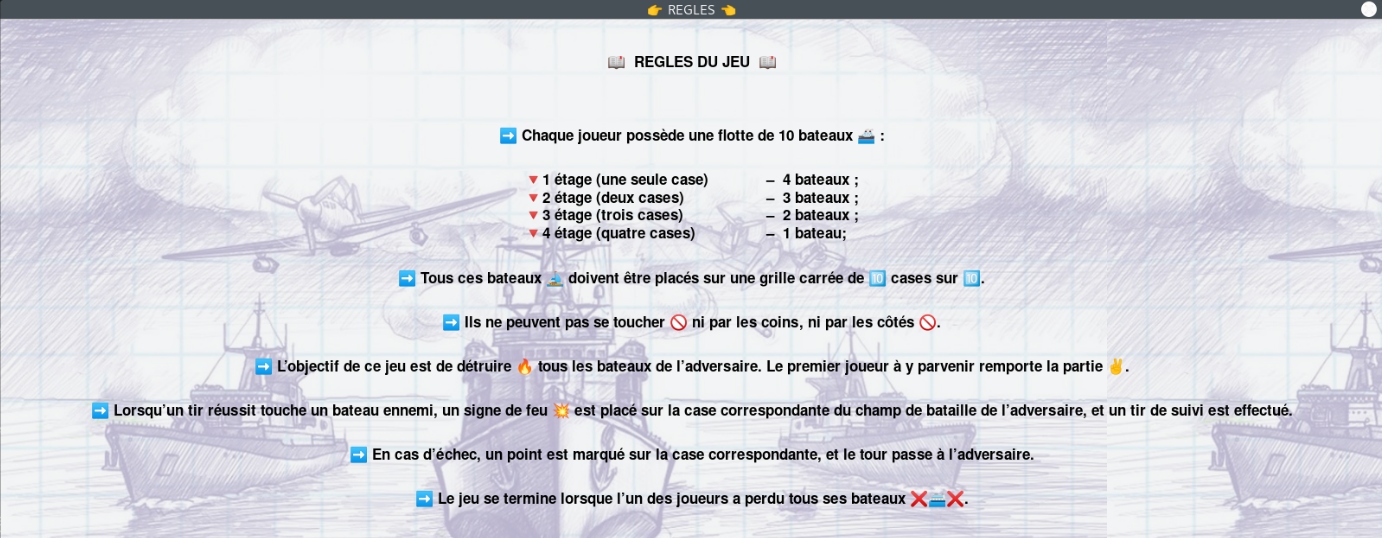 👉 REGLES 👈
📖 REGLES DU JEU 📖
➡️ Chaque joueur possède une flotte de 10 bateaux 🚢 :
🔻1 étage (une seule case) – 4 bateaux ;
🔻2 étage (deux cases) – 3 bateaux ;
🔻3 étage (trois cases) – 2 bateaux ;
🔻4 étage (quatre cases) – 1 bateau;
➡️ Tous ces bateaux 🚤 doivent être placés sur une grille carrée de 🔟 cases sur 🔟.
➡️ Ils ne peuvent pas se toucher 🚫 ni par les coins, ni par les côtés 🚫.
➡️ L’objectif de ce jeu est de détruire 🔥 tous les bateaux de l’adversaire. Le premier joueur à y parvenir remporte la partie ✌️.
➡️ Lorsqu’un tir réussit touche un bateau ennemi, un signe de feu 💥 est placé sur la case correspondante du champ de bataille de l’adversaire, et un tir de suivi est effectué.
➡️ En cas d’échec, un point est marqué sur la case correspondante, et le tour passe à l’adversaire.
➡️ Le jeu se termine lorsque l’un des joueurs a perdu tous ses bateaux ❌🚢❌.